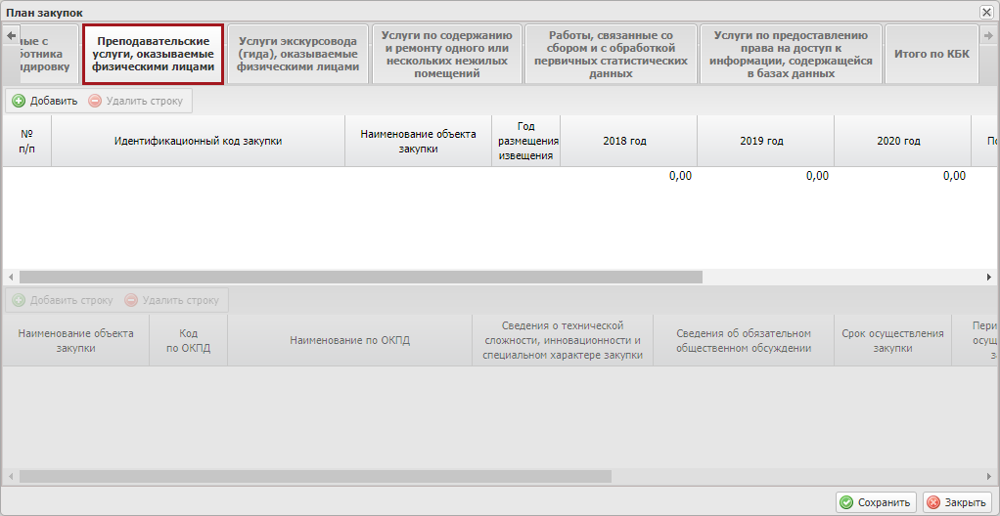 План закупок
ные с
ботника
ндировку
Преподавательские
услуги, оказываемые
физическими лицами
Услуги экскурсовода
(гида), оказываемые
физическими лицами
Услуги по содержанию
и ремонту одного или
нескольких нежилых
помещений
Работы, связанные со
сбором и с обработкой
первичных статистических
данных
Услуги по предоставлению
права на доступ к
информации, содержащейся
в базах данных
Итого по КБК
Добавить Удалить строку
№
п/п
Идентификационный код закупки
Наименование объекта
закупки
Год
размещения
извещения
2018 год
2019 год
2020 год
По
0,00 0,00 0,00
Добавить строку Удалить строку
Наименование объекта
закупки
Код
по ОКПД
Наименование по ОКПД
Сведения о технической
сложности, инновационности и
специальном характере закупки
Сведения об обязательном
общественном обсуждении
Срок осуществления
закупки
Пери
осущ
з
Сохранить Закрыть